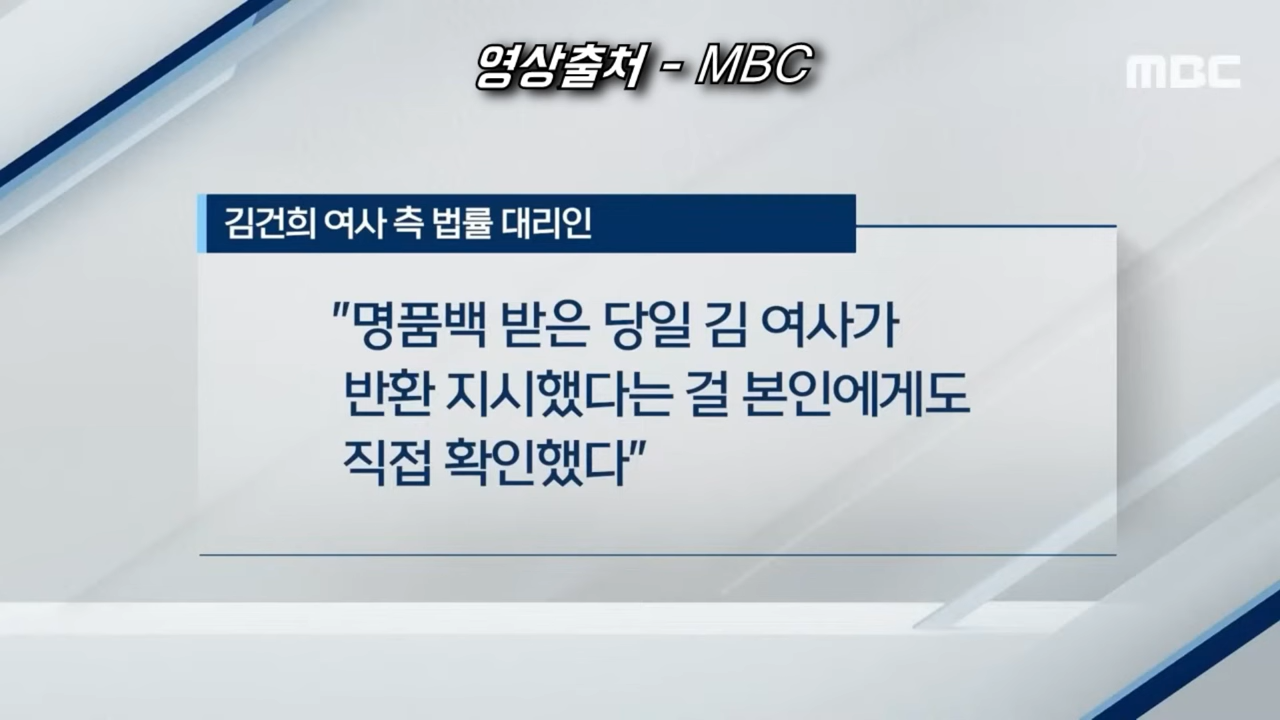 영상출처 - MBC
MBC
김건희 여사 측 법률 대리인
"명품백 받은 당일 김 여사가
반환 지시했다는 걸 본인에게도
직접 확인했다"